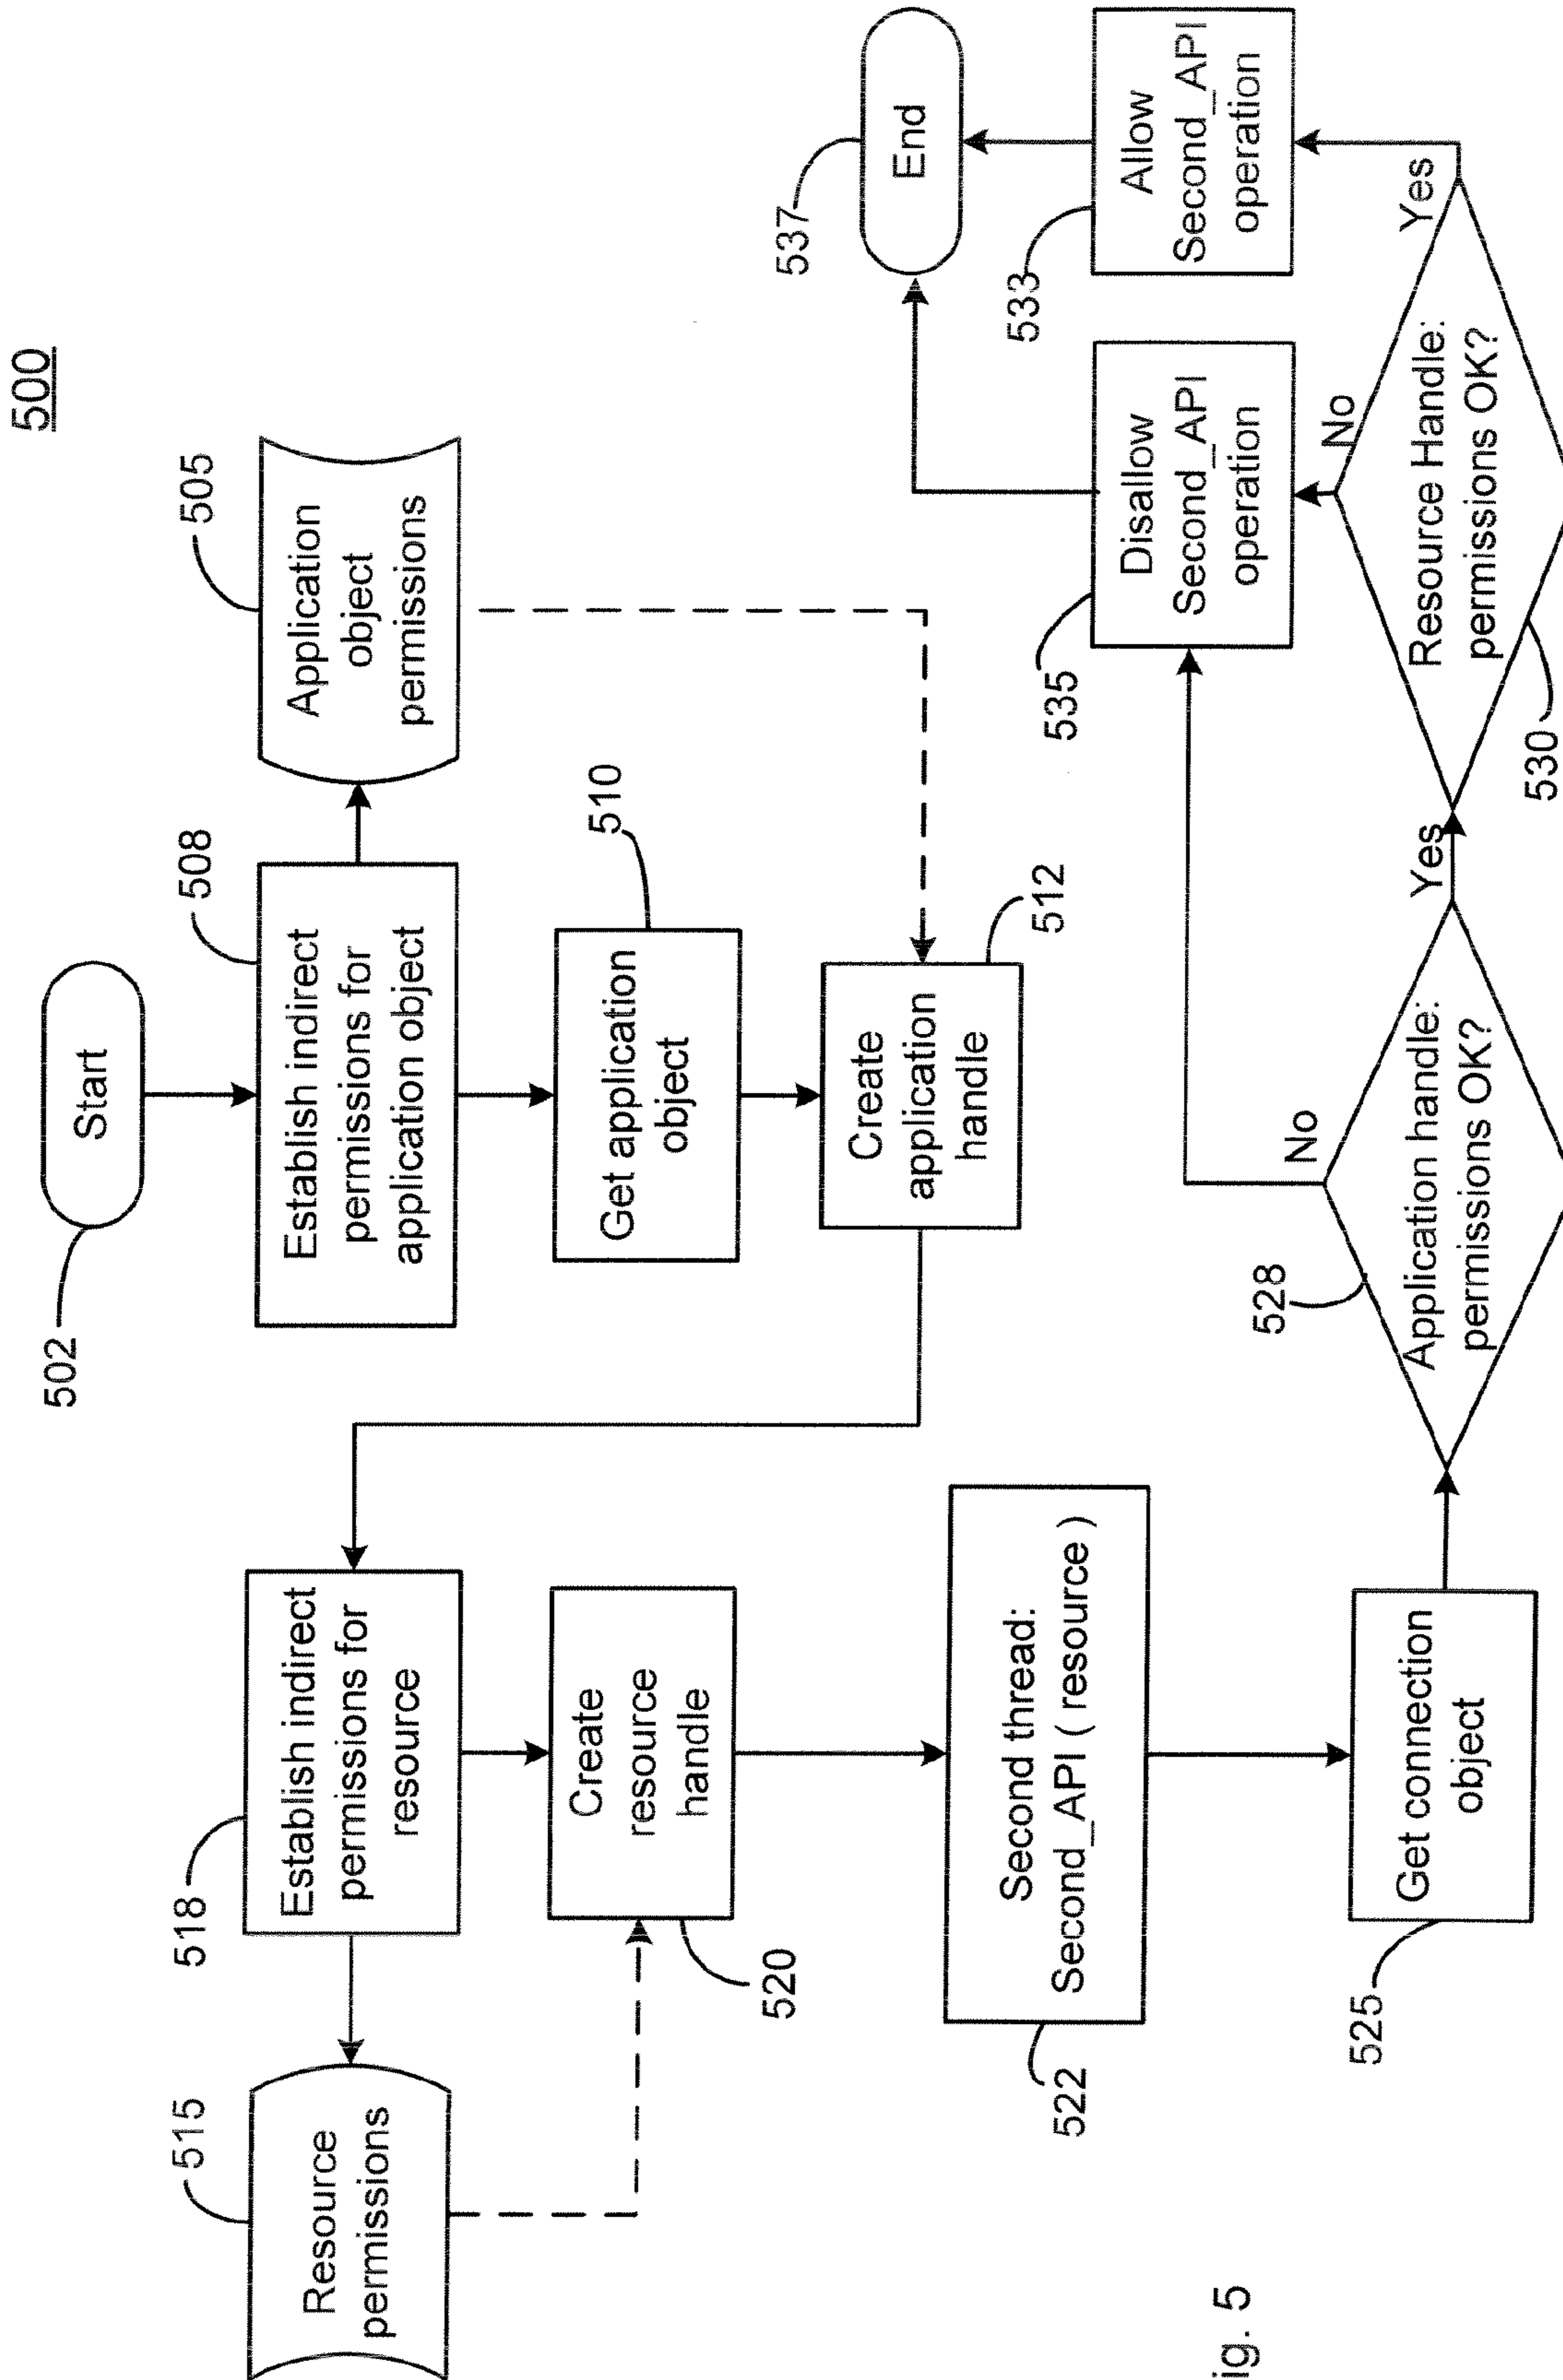 500
Start
502
Establish indirect
permissions for
application object
508
Application
object
permissions
505
Get application
object
510
Create
application
handle
512
Establish indirect
permissions for
resource
518
Resource
permissions
515
Create
resource
handle
520
Second thread:
Second_API ( resource )
522
Get connection
object
525
Application handle:
permissions OK?
528
No
Yes
Resource Handle:
permissions OK?
530
No
Yes
Disallow
Second_API
operation
535
Allow
Second_API
operation
533
End
537
ig. 5